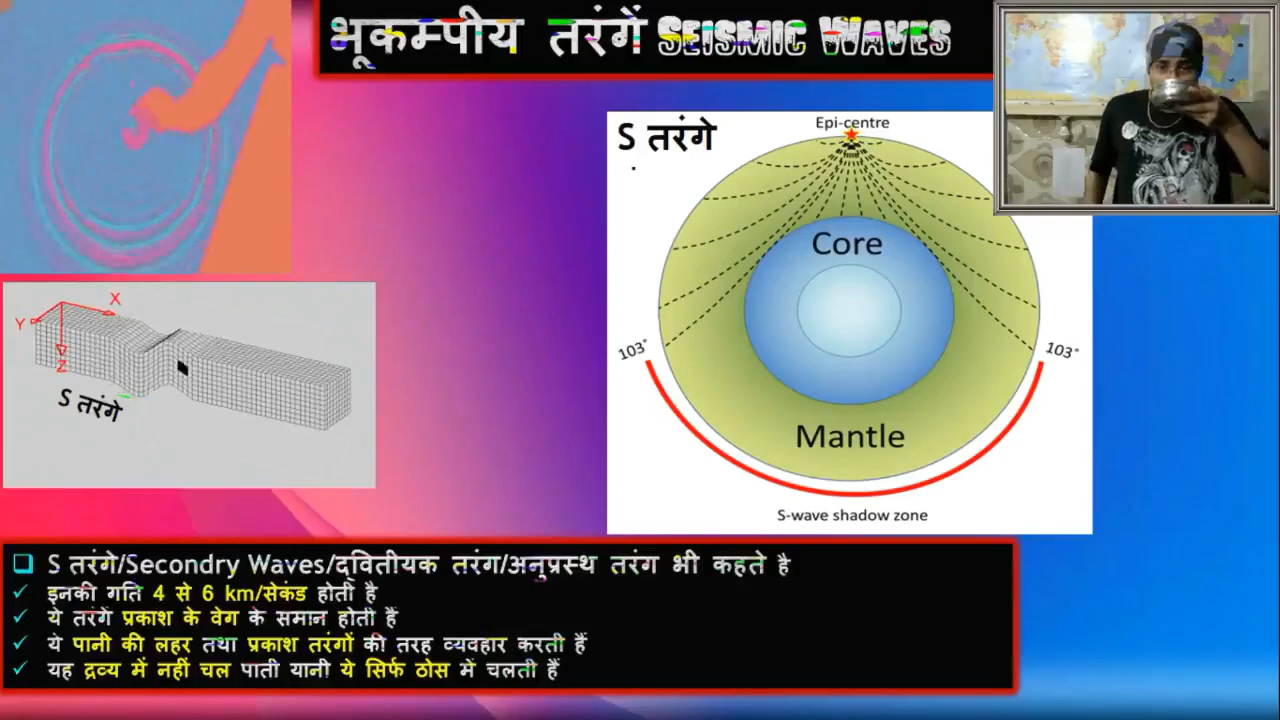 भूकम्पीय तरंगें SEISMIC WAVES
S तरंगे
Epi-centre
Core
103°
103°
Mantle
S-wave shadow zone
X
Y
Z
S तरंगे
S तरंगे/Secondry Waves/द्वितीयक तरंग/अनुप्रस्थ तरंग भी कहते है
इनकी गति 4 से 6 km/सेकंड होती है
ये तरंगें प्रकाश के वेग के समान होती हैं
ये पानी की लहर तथा प्रकाश तरंगों की तरह व्यवहार करती हैं
यह द्रव्य में नहीं चल पाती यानी ये सिर्फ ठोस में चलती हैं